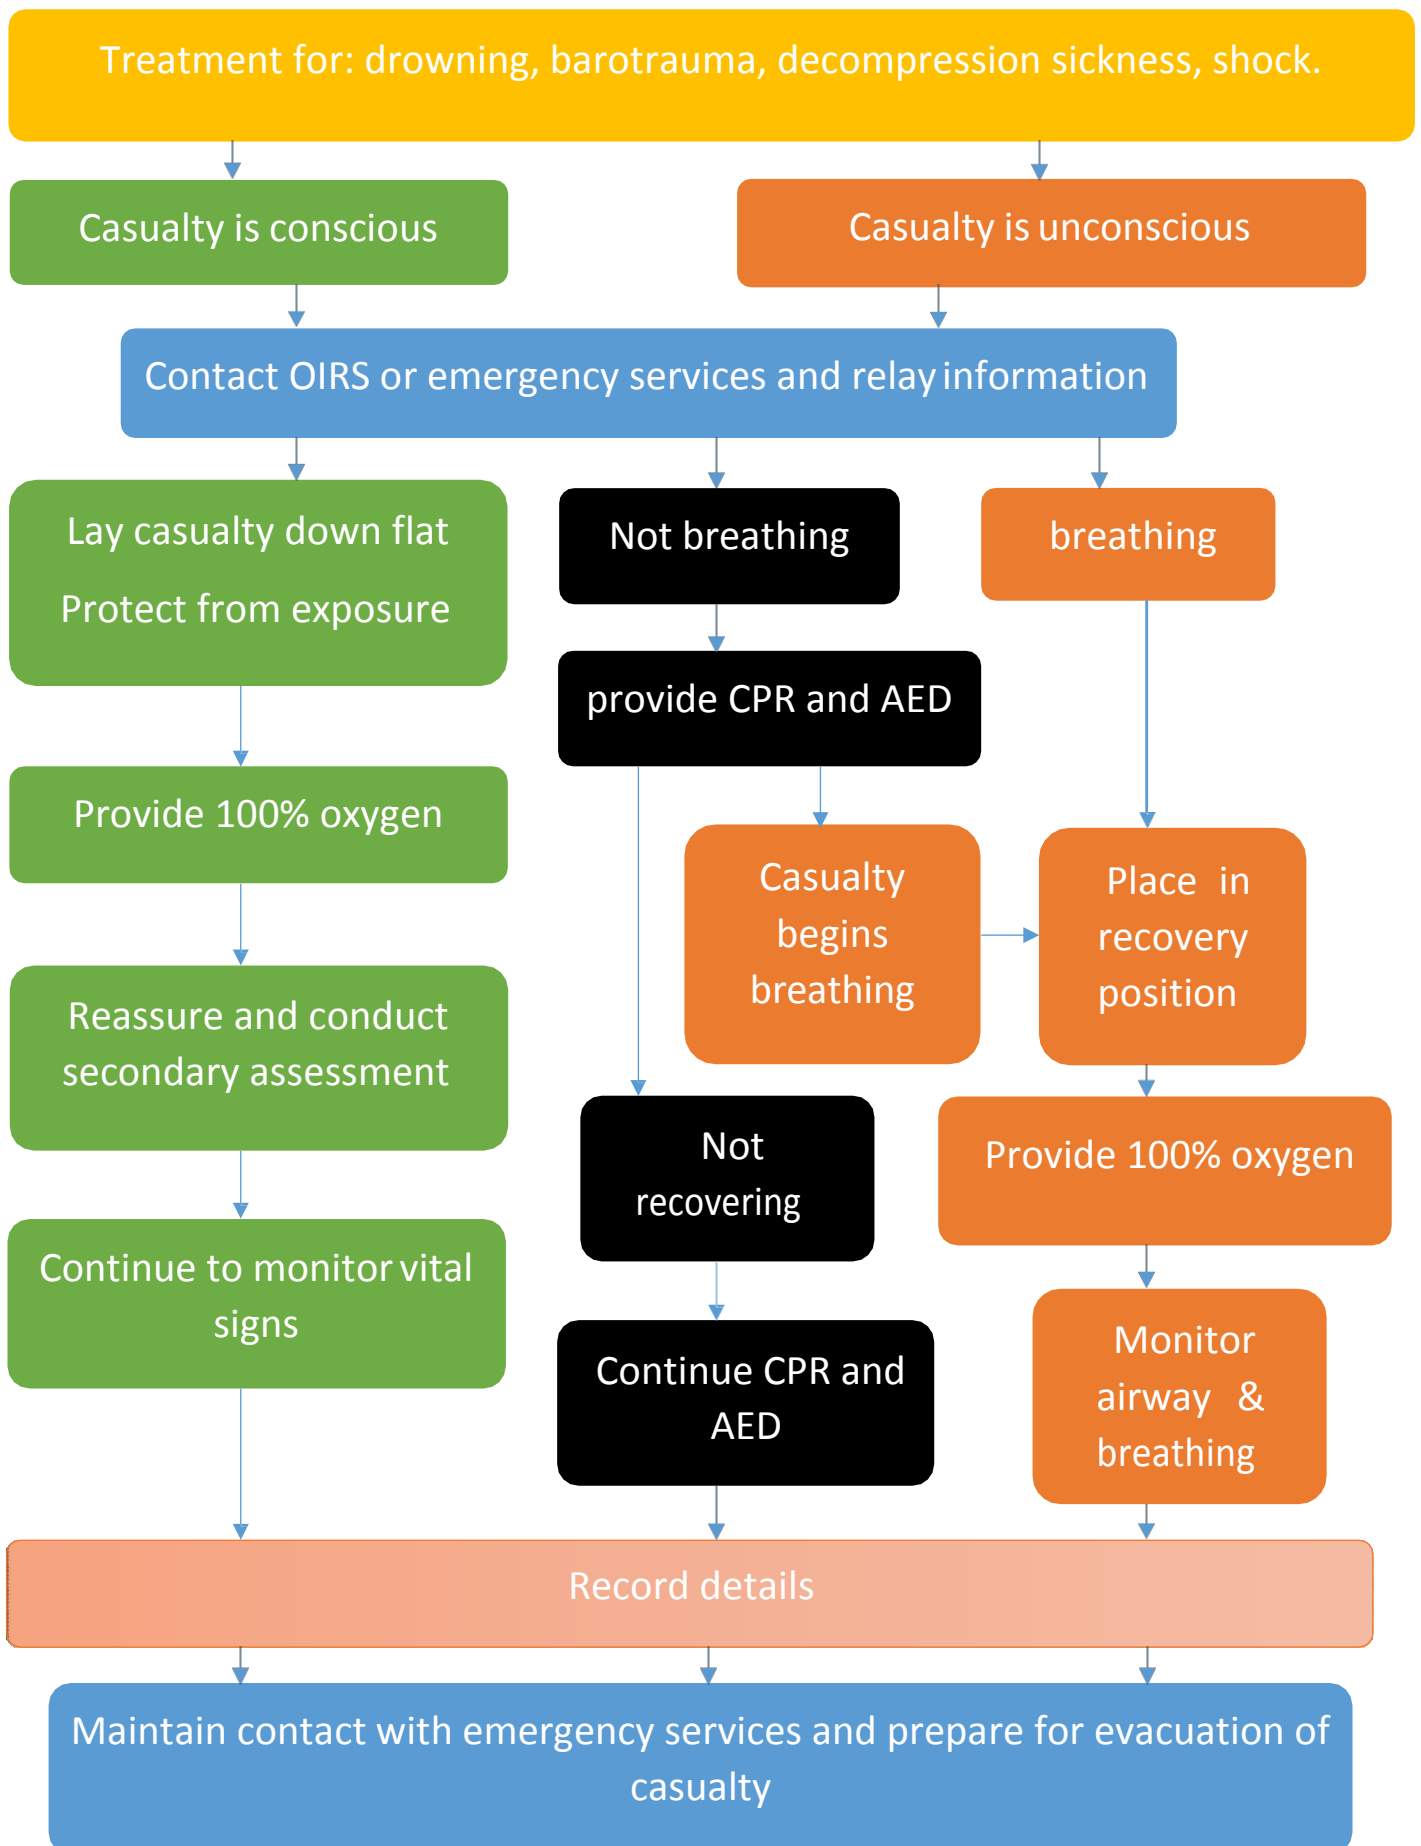 Treatment for: drowning, barotrauma, decompression sickness, shock.
Casualty is conscious
Casualty is unconscious
Contact OIRS or emergency services and relay information
Lay casualty down flat
Protect from exposure
Not breathing
breathing
provide CPR and AED
Provide 100% oxygen
Casualty
begins
breathing
Place in
recovery
position
Reassure and conduct
secondary assessment
Not
recovering
Provide 100% oxygen
Continue to monitor vital
signs
Continue CPR and
AED
Monitor
airway &
breathing
Record details
Maintain contact with emergency services and prepare for evacuation of
casualty